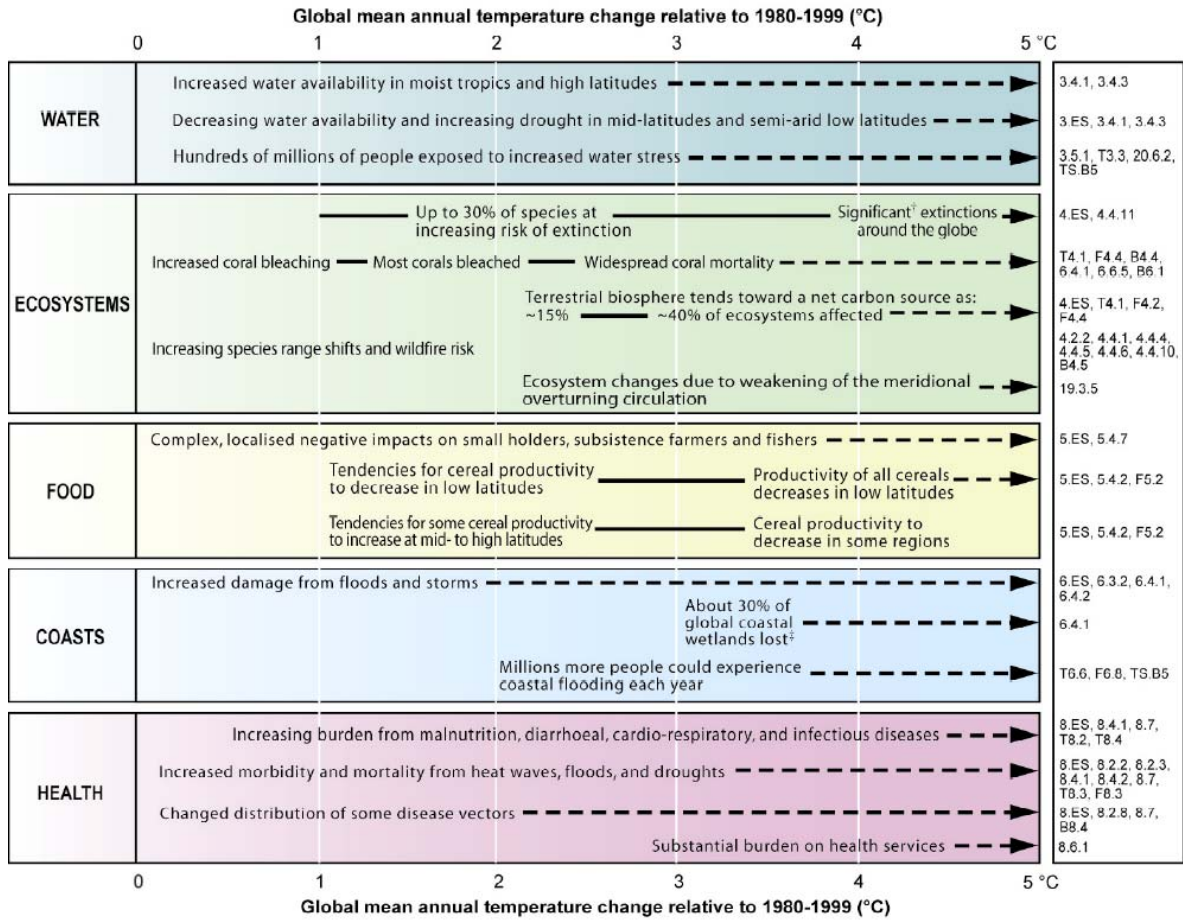 Global mean annual temperature change relative to 1980-1999 (°C)
0 1 2 3 4 5 °C
WATER
Increased water availability in moist tropics and high latitudes
3.4.1, 3.4.3
Decreasing water availability and increasing drought in mid-latitudes and semi-arid low latitudes
3.ES, 3.4.1, 3.4.3
Hundreds of millions of people exposed to increased water stress
3.5.1, T3.3, 20.6.2,
TS.B5
ECOSYSTEMS
Up to 30% of species at
increasing risk of extinction
Significant† extinctions
around the globe
4.ES, 4.4.11
Increased coral bleaching
Most corals bleached
Widespread coral mortality
T4.1, F4.4, B4.4,
6.4.1, 6.6.5, B6.1
Terrestrial biosphere tends toward a net carbon source as:
~15%
~40% of ecosystems affected
4.ES, T4.1, F4.2,
F4.4
Increasing species range shifts and wildfire risk
4.2.2, 4.4.1, 4.4.4,
4.4.5, 4.4.6, 4.4.10,
B4.5
Ecosystem changes due to weakening of the meridional
overturning circulation
19.3.5
FOOD
Complex, localised negative impacts on small holders, subsistence farmers and fishers
5.ES, 5.4.7
Tendencies for cereal productivity
to decrease in low latitudes
Productivity of all cereals
decreases in low latitudes
5.ES, 5.4.2, F5.2
Tendencies for some cereal productivity
to increase at mid- to high latitudes
Cereal productivity to
decrease in some regions
5.ES, 5.4.2, F5.2
COASTS
Increased damage from floods and storms
6.ES, 6.3.2, 6.4.1,
6.4.2
About 30% of
global coastal
wetlands lost‡
6.4.1
Millions more people could experience
coastal flooding each year
T6.6, F6.8, TS.B5
HEALTH
Increasing burden from malnutrition, diarrhoeal, cardio-respiratory, and infectious diseases
8.ES, 8.4.1, 8.7,
T8.2, T8.4
Increased morbidity and mortality from heat waves, floods, and droughts
8.ES, 8.2.2, 8.2.3,
8.4.1, 8.4.2, 8.7,
T8.3, F8.3
Changed distribution of some disease vectors
8.ES, 8.2.8, 8.7,
B8.4
Substantial burden on health services
8.6.1
0 1 2 3 4 5 °C
Global mean annual temperature change relative to 1980-1999 (°C)